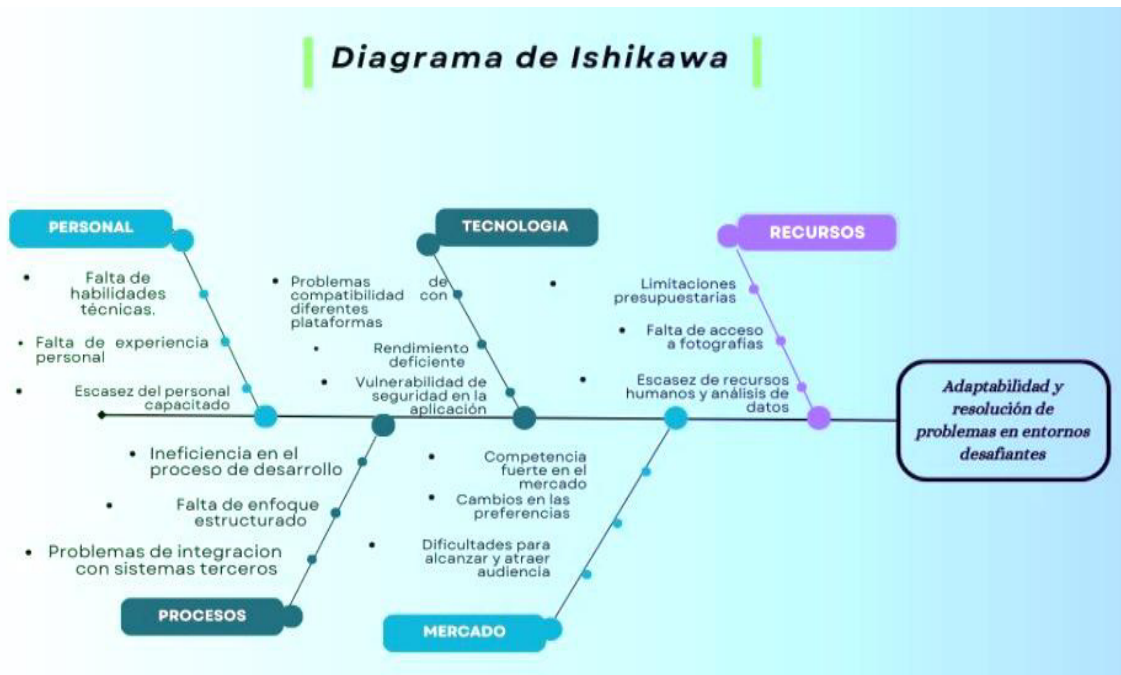 Diagrama de Ishikawa
PERSONAL
Falta de
habilidades
técnicas.
Falta de experiencia
personal
Escasez del personal
capacitado
TECNOLOGIA
Problemas de
compatibilidad con
diferentes
plataformas
Rendimiento
deficiente
Vulnerabilidad de
seguridad en la
aplicación
RECURSOS
Limitaciones
presupuestarias
Falta de acceso
a fotografias
Escasez de recursos
humanos y análisis de
datos
Adaptabilidad y
resolución de
problemas en entornos
desafiantes
Ineficiencia en el
proceso de desarrollo
Falta de enfoque
estructurado
Problemas de integracion
con sistemas terceros
PROCESOS
Competencia
fuerte en el
mercado
Cambios en las
preferencias
Dificultades para
alcanzar y atraer
audiencia
MERCADO